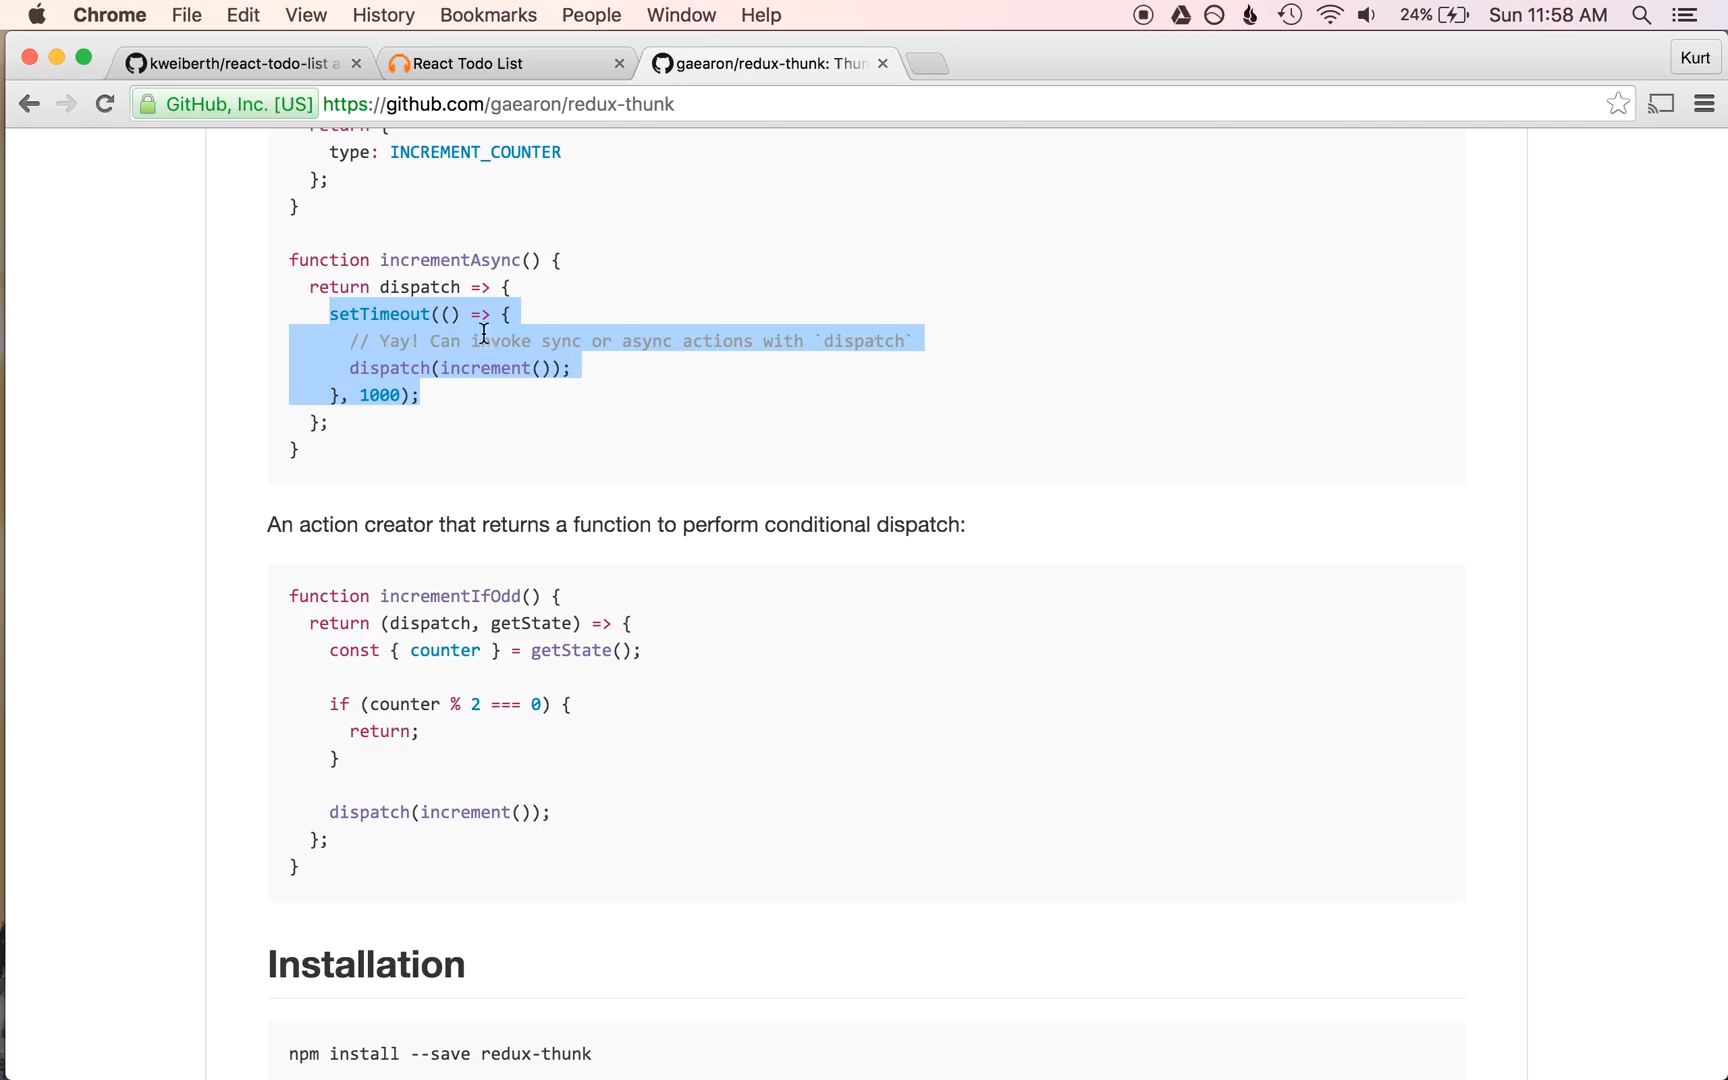 Chrome File Edit View History Bookmarks People Window Help 24% Sun 11:58 AM
kweiberth/react-todo-list a React Todo List gaearon/redux-thunk: Thun Kurt
GitHub, Inc. [US] https://github.com/gaearon/redux-thunk
return {
type: INCREMENT_COUNTER
};
}
function incrementAsync() {
return dispatch => {
setTimeout(() => {
// Yay! Can invoke sync or async actions with `dispatch`
dispatch(increment());
}, 1000);
};
}
An action creator that returns a function to perform conditional dispatch:
function incrementIfOdd() {
return (dispatch, getState) => {
const { counter } = getState();
if (counter % 2 === 0) {
return;
}
dispatch(increment());
};
}
Installation
npm install --save redux-thunk